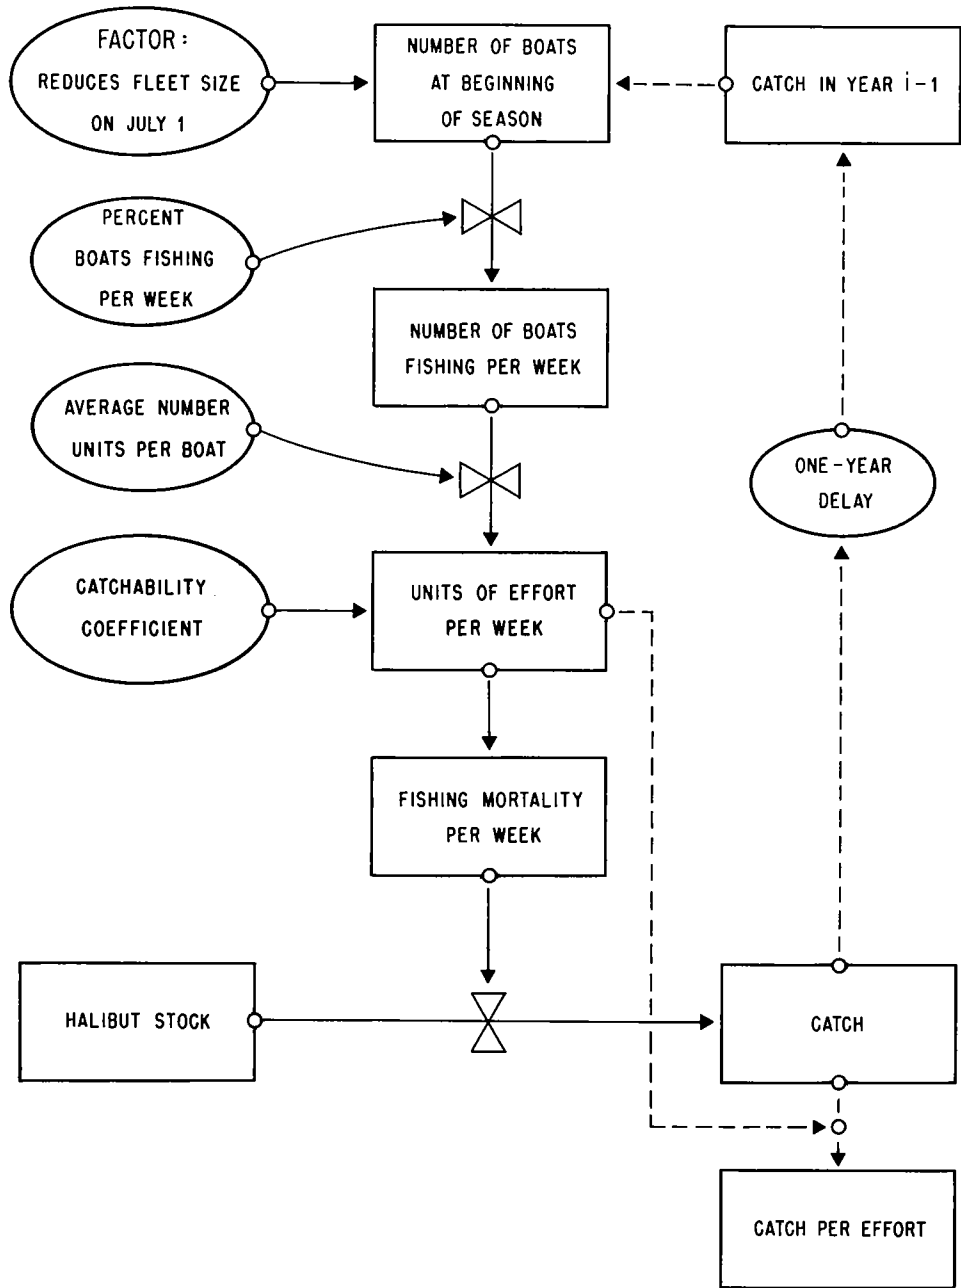 FACTOR:
REDUCES FLEET SIZE
ON JULY 1
NUMBER OF BOATS
AT BEGINNING
OF SEASON
CATCH IN YEAR i-1
PERCENT
BOATS FISHING
PER WEEK
NUMBER OF BOATS
FISHING PER WEEK
AVERAGE NUMBER
UNITS PER BOAT
ONE-YEAR
DELAY
CATCHABILITY
COEFFICIENT
UNITS OF EFFORT
PER WEEK
FISHING MORTALITY
PER WEEK
HALIBUT STOCK
CATCH
CATCH PER EFFORT